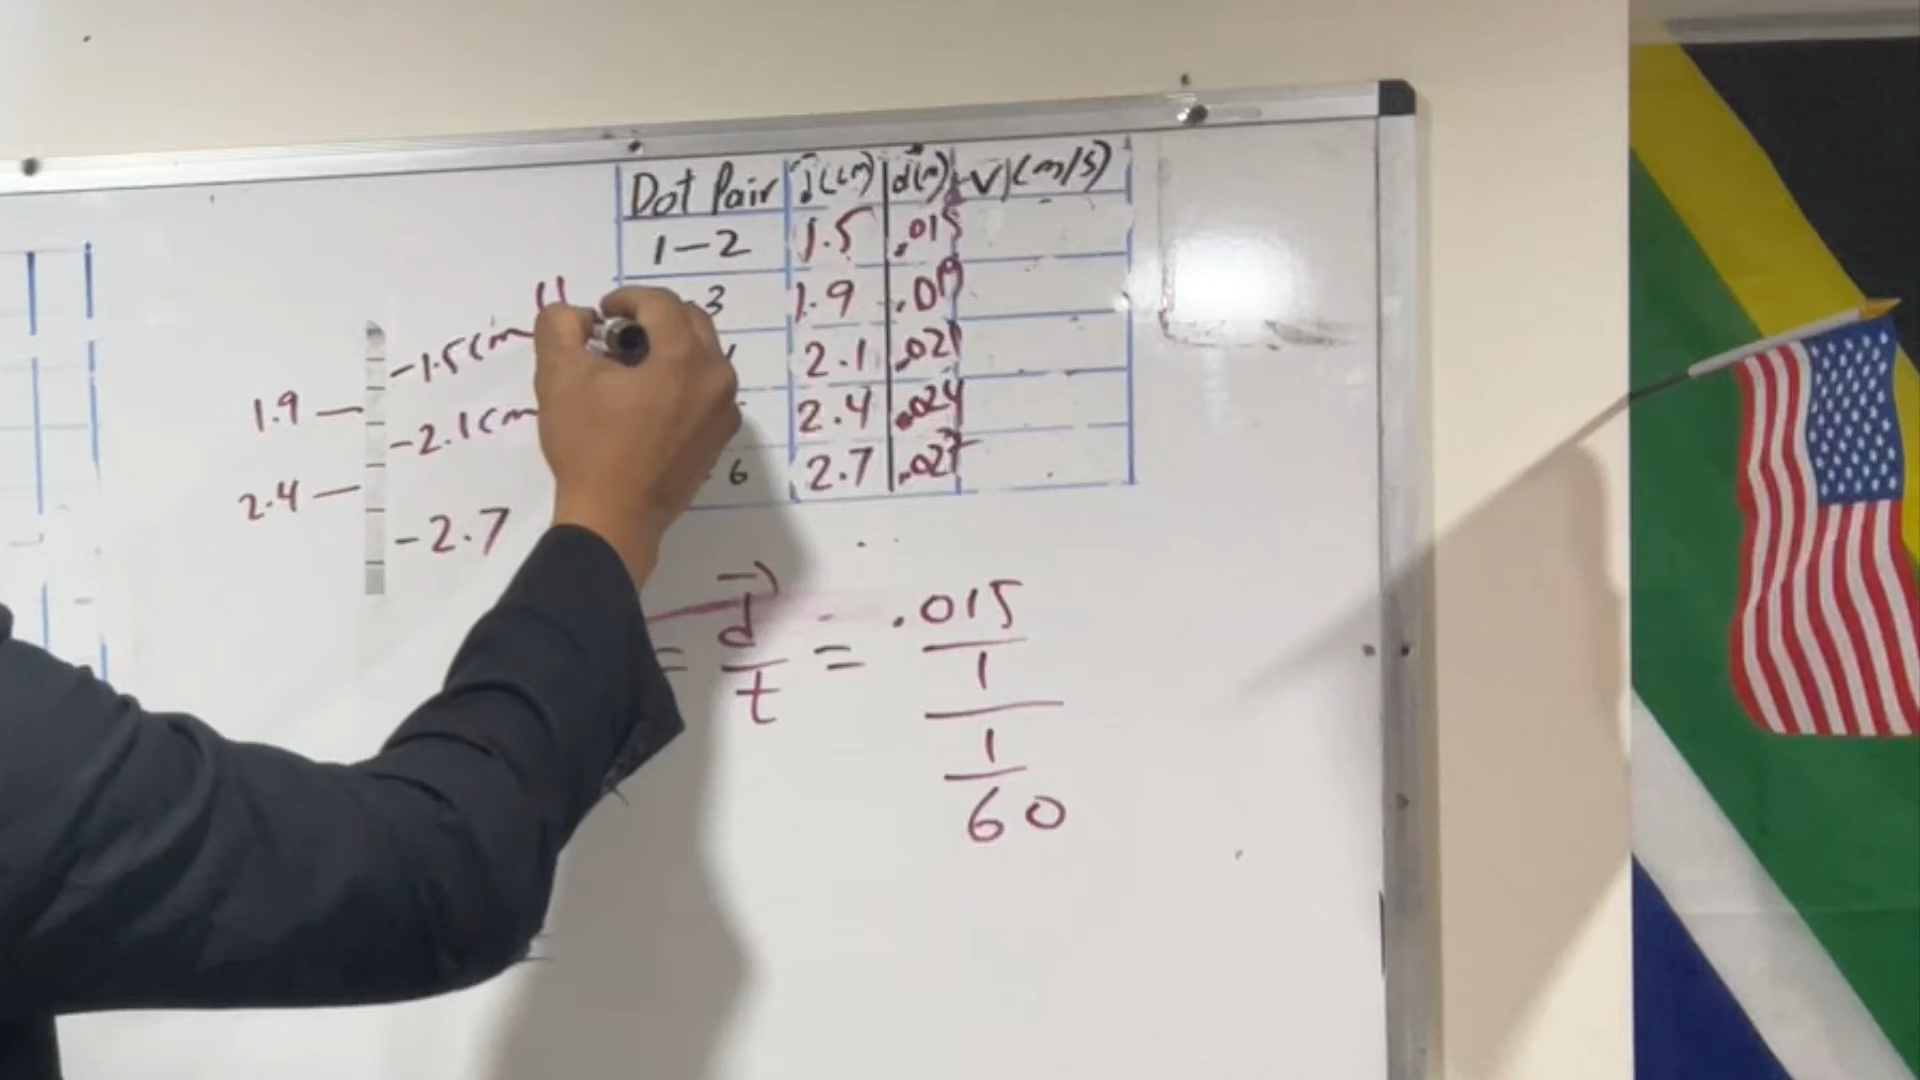 Dot Pair d(cm) d(m) V (m/s)
1-2 1.5 .015
3 1.9 .019
2.1 .021
2.4 .024
6 2.7 .027
-1.5cm
1.9 -
-2.1cm
2.4 -
-2.7
= d/t = .015/1
1/60